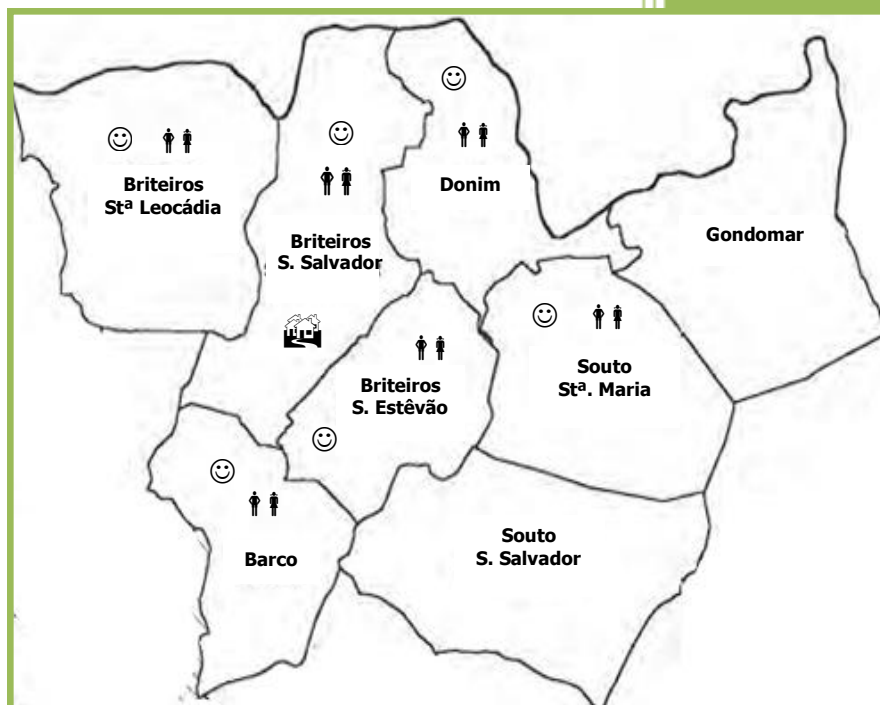 Briteiros
Stª Leocádia
Briteiros
S. Salvador
Donim
Gondomar
Briteiros
S. Estêvão
Souto
Stª. Maria
Barco
Souto
S. Salvador